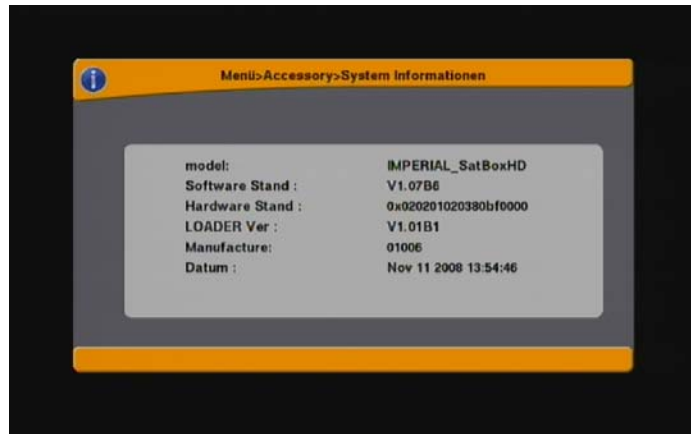 Menü>Accessory>System Informationen
model: IMPERIAL_SatBoxHD
Software Stand : V1.07B6
Hardware Stand : 0x020201020380bf0000
LOADER Ver : V1.01B1
Manufacture: 01006
Datum : Nov 11 2008 13:54:46